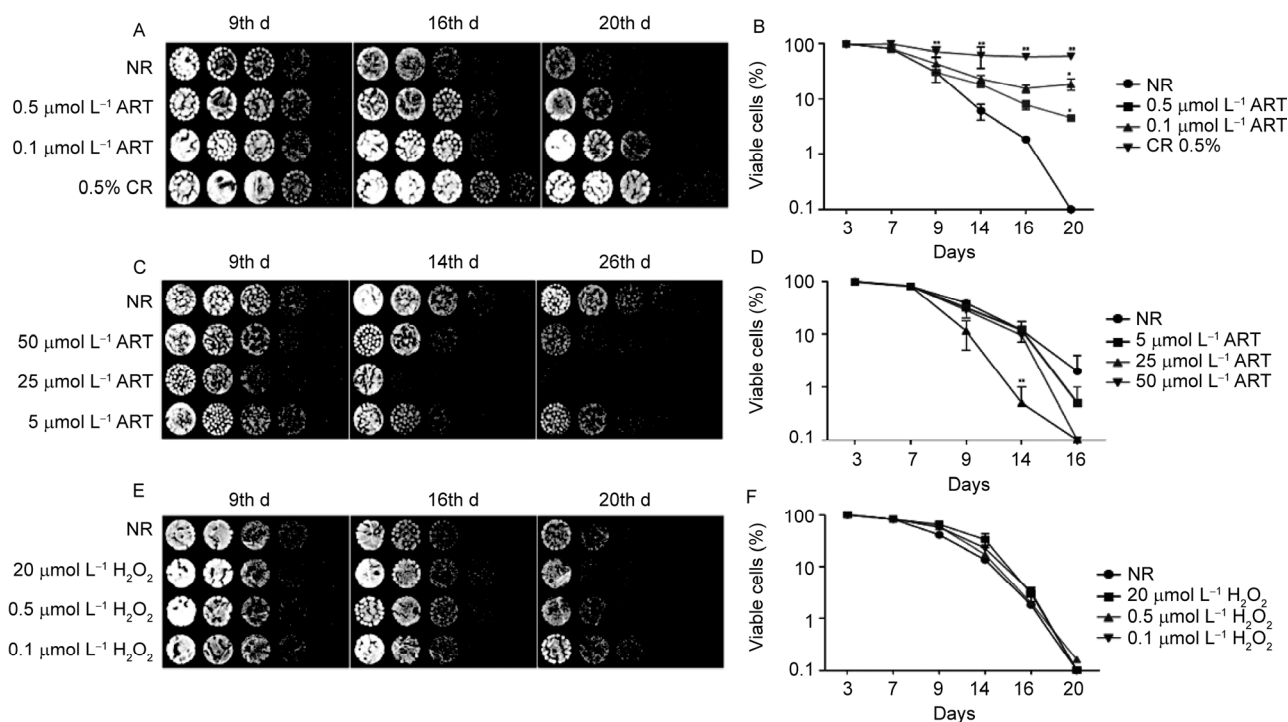 A
9th d
16th d
20th d
NR
0.5 μmol L⁻¹ ART
0.1 μmol L⁻¹ ART
0.5% CR
B
Viable cells (%)
100
10
1
0.1
** ** ** **
*
*
3 7 9 14 16 20
Days
NR
0.5 μmol L⁻¹ ART
0.1 μmol L⁻¹ ART
CR 0.5%
C
9th d
14th d
26th d
NR
50 μmol L⁻¹ ART
25 μmol L⁻¹ ART
5 μmol L⁻¹ ART
D
Viable cells (%)
100
10
1
0.1
**
3 7 9 14 16
Days
NR
5 μmol L⁻¹ ART
25 μmol L⁻¹ ART
50 μmol L⁻¹ ART
E
9th d
16th d
20th d
NR
20 μmol L⁻¹ H₂O₂
0.5 μmol L⁻¹ H₂O₂
0.1 μmol L⁻¹ H₂O₂
F
Viable cells (%)
100
10
1
0.1
3 7 9 14 16 20
Days
NR
20 μmol L⁻¹ H₂O₂
0.5 μmol L⁻¹ H₂O₂
0.1 μmol L⁻¹ H₂O₂